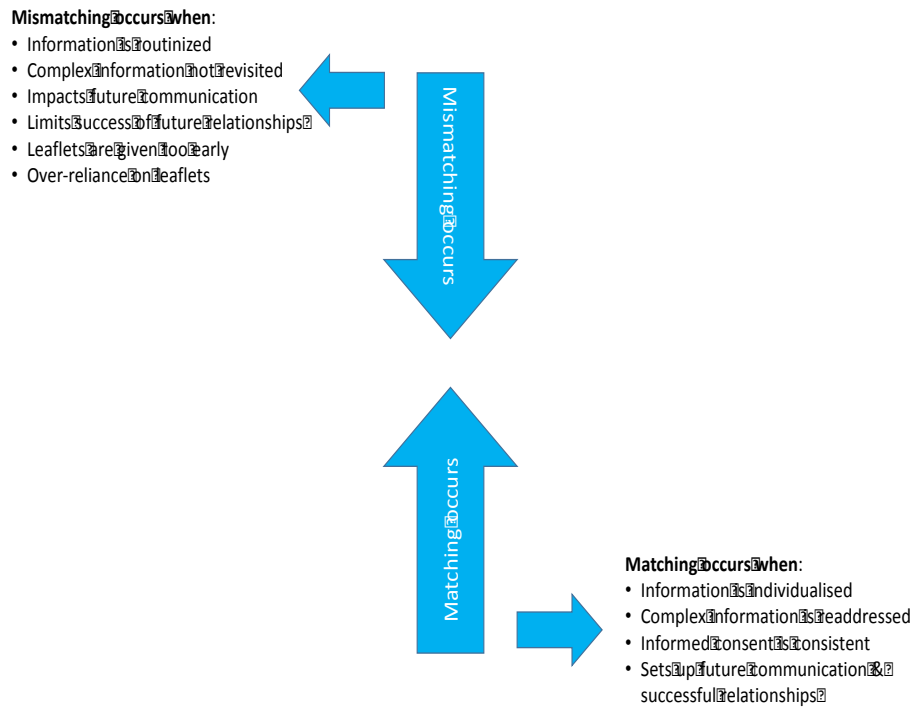 Mismatching occurs when:
• Information is routinized
• Complex information not revisited
• Impacts future communication
• Limits success of future relationships
• Leaflets are given too early
• Over-reliance on leaflets
Mismatching occurs
Matching occurs
Matching occurs when:
• Information is individualised
• Complex information is readdressed
• Informed consent is consistent
• Sets up future communication &
successful relationships